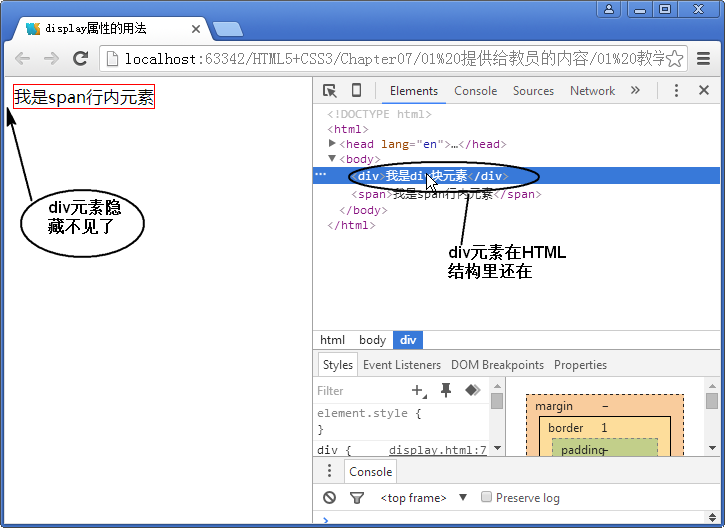 display属性的用法
localhost:63342/HTML5+CSS3/Chapter07/01%20提供给教员的内容/01%20教学
我是span行内元素
div元素隐
藏不见了
Elements Console Sources Network Timeline
<!DOCTYPE html>
<html>
<head lang="en">…</head>
<body>
<div>我是div块元素</div>
<span>我是span行内元素</span>
</body>
</html>
div元素在HTML
结构里还在
html body div
Styles Event Listeners DOM Breakpoints Properties
Filter
element.style {
}
div { display.html:7
margin –
border 1
padding –
Console
<top frame> Preserve log